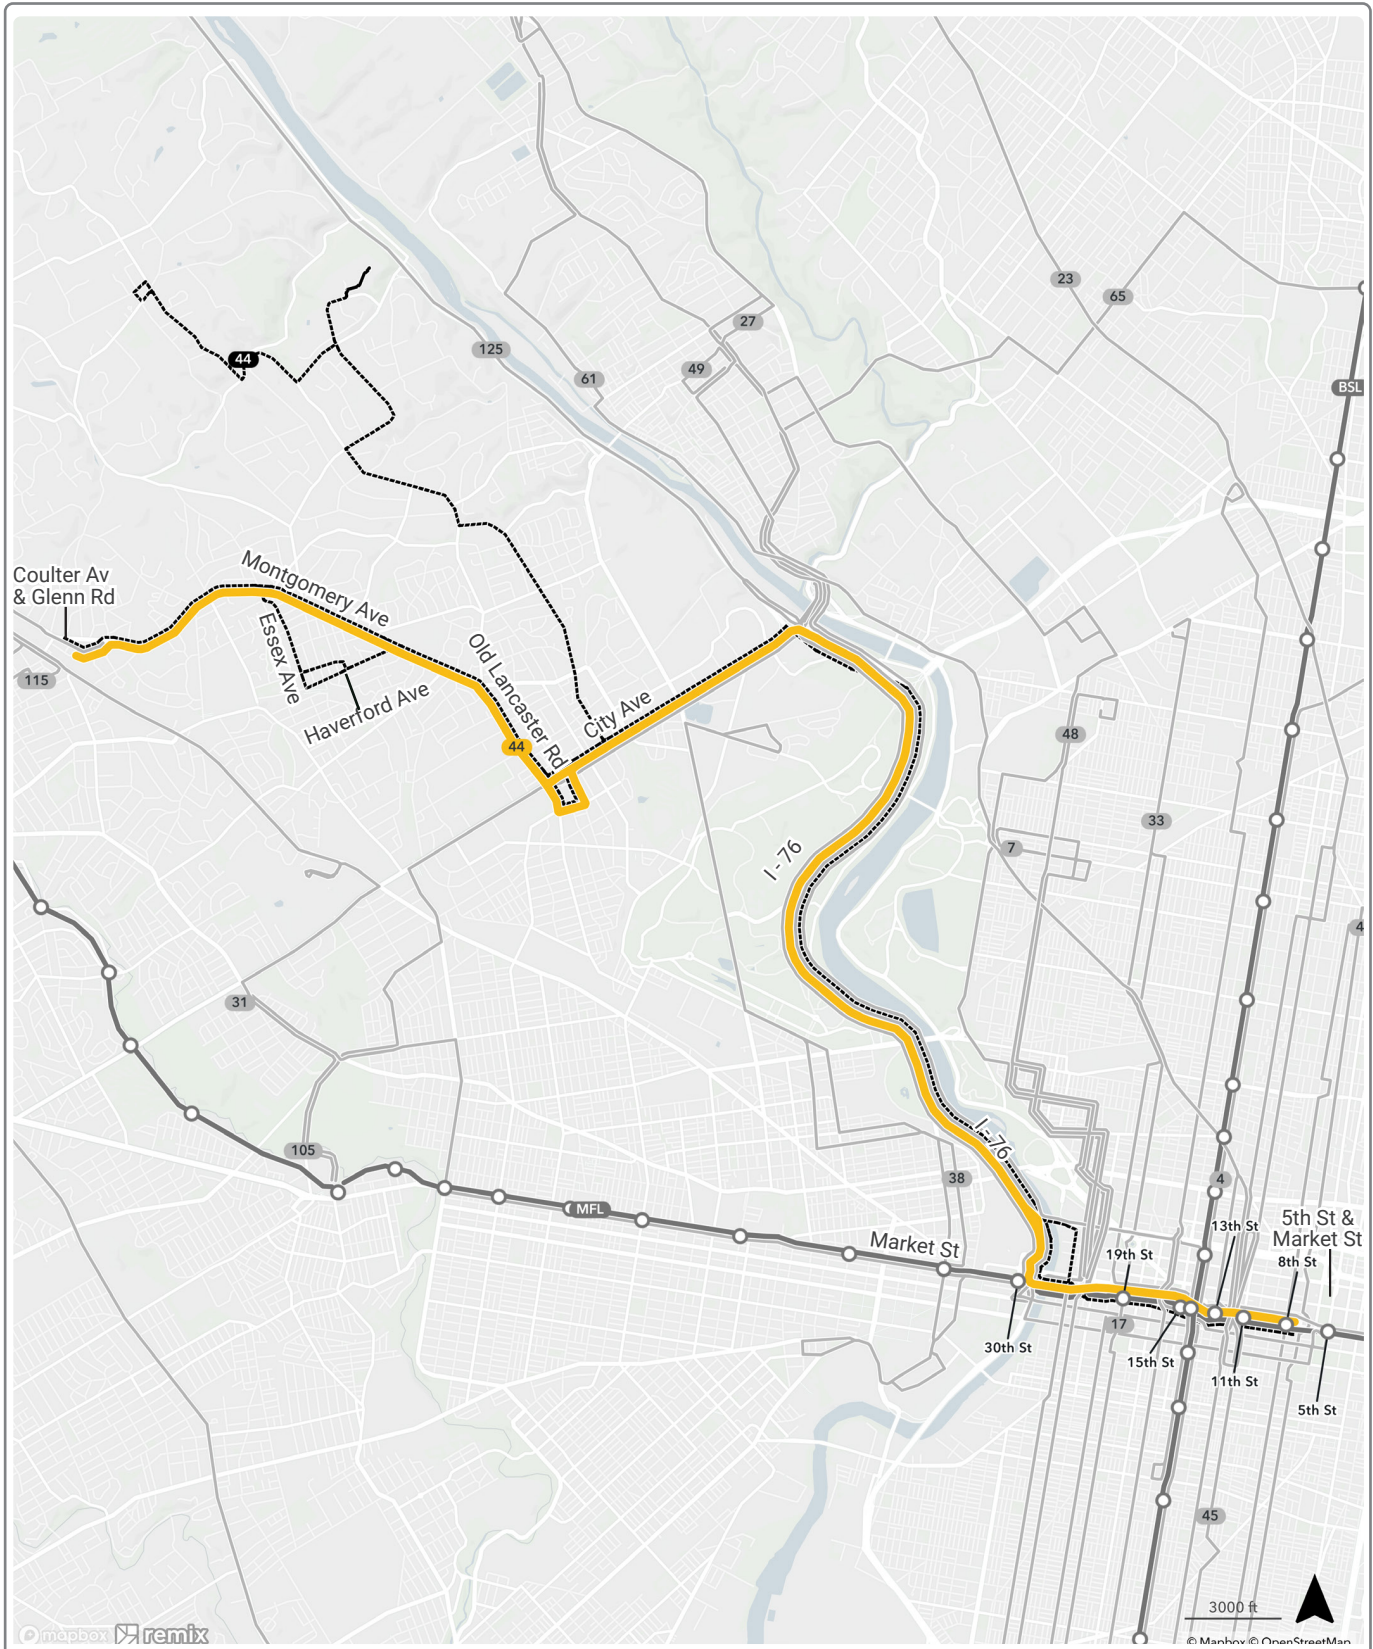 23
65
27
125
49
61
44
BSL
Coulter Av
& Glenn Rd
Montgomery Ave
Essex Ave
Haverford Ave
Old Lancaster Rd
City Ave
115
44
48
33
7
I - 76
4
31
105
I - 76
38
4
MFL
Market St
13th St
5th St &
Market St
8th St
19th St
17
30th St
15th St
11th St
5th St
45
3000 ft
mapbox
remix
© Mapbox © OpenStreetMap